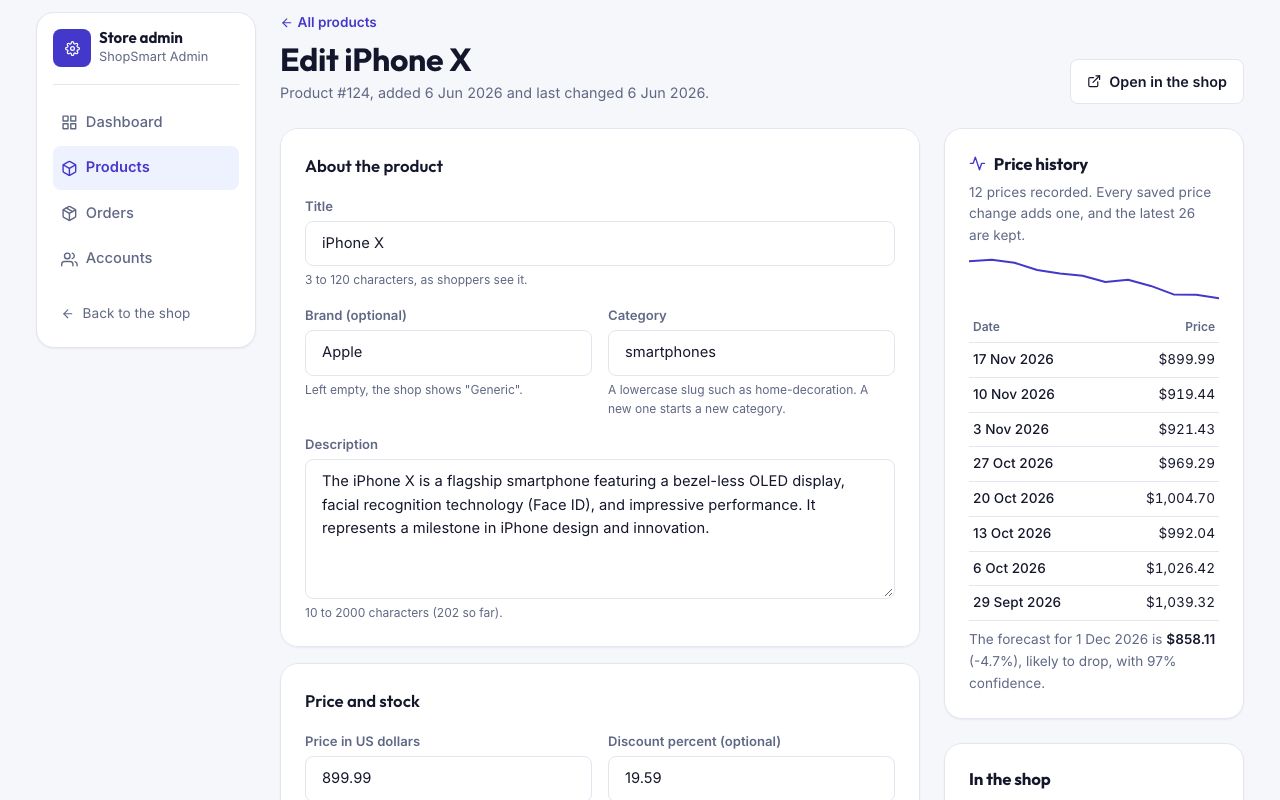 Store admin
ShopSmart Admin
Dashboard
Products
Orders
Accounts
← Back to the shop
← All products
Edit iPhone X
Product #124, added 6 Jun 2026 and last changed 6 Jun 2026.
Open in the shop
About the product
Title
iPhone X
3 to 120 characters, as shoppers see it.
Brand (optional)
Apple
Left empty, the shop shows "Generic".
Category
smartphones
A lowercase slug such as home-decoration. A
new one starts a new category.
Description
The iPhone X is a flagship smartphone featuring a bezel-less OLED display,
facial recognition technology (Face ID), and impressive performance. It
represents a milestone in iPhone design and innovation.
10 to 2000 characters (202 so far).
Price and stock
Price in US dollars
899.99
Discount percent (optional)
19.59
Price history
12 prices recorded. Every saved price
change adds one, and the latest 26
are kept.
Date Price
17 Nov 2026 $899.99
10 Nov 2026 $919.44
3 Nov 2026 $921.43
27 Oct 2026 $969.29
20 Oct 2026 $1,004.70
13 Oct 2026 $992.04
6 Oct 2026 $1,026.42
29 Sept 2026 $1,039.32
The forecast for 1 Dec 2026 is $858.11
(-4.7%), likely to drop, with 97%
confidence.
In the shop